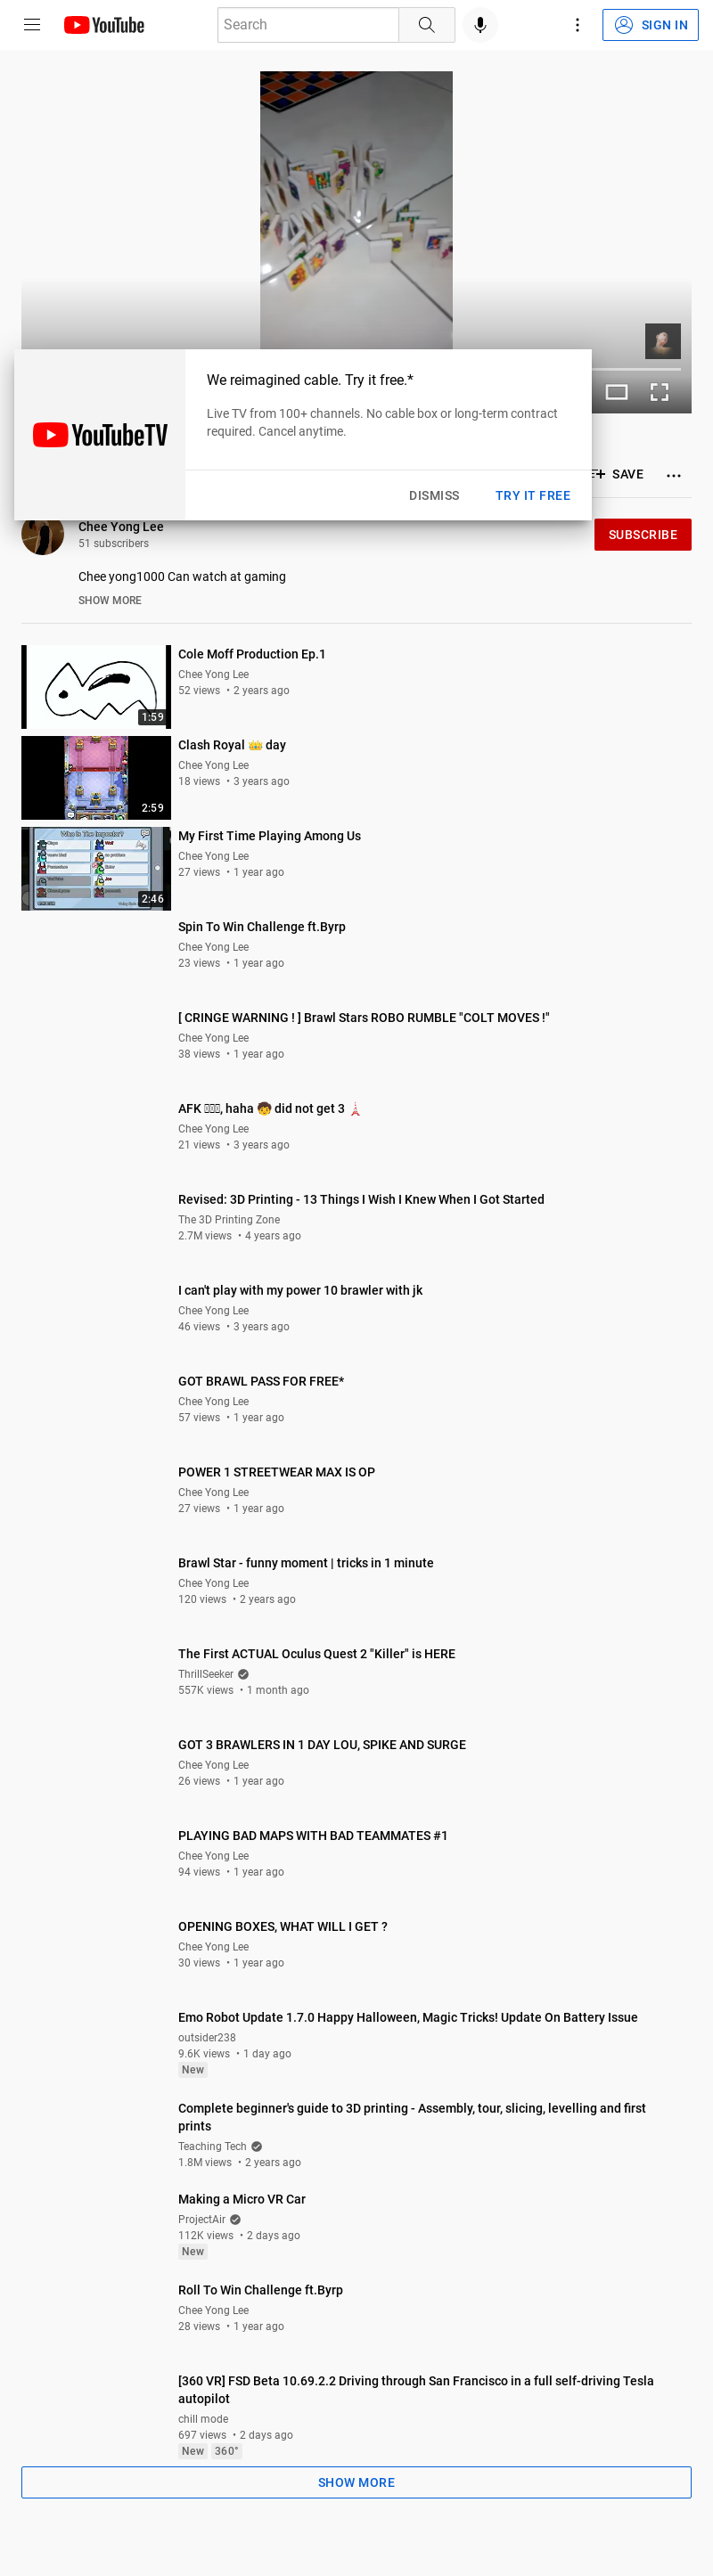 YouTube
Search
SIGN IN
We reimagined cable. Try it free.*
Live TV from 100+ channels. No cable box or long-term contract
required. Cancel anytime.
YouTubeTV
DISMISS
TRY IT FREE
SAVE
Chee Yong Lee
51 subscribers
SUBSCRIBE
Chee yong1000 Can watch at gaming
SHOW MORE
Cole Moff Production Ep.1
Chee Yong Lee
52 views • 2 years ago
1:59
Clash Royal 👑 day
Chee Yong Lee
18 views • 3 years ago
2:59
My First Time Playing Among Us
Chee Yong Lee
27 views • 1 year ago
Who Is The Impostor?
2:46
Spin To Win Challenge ft.Byrp
Chee Yong Lee
23 views • 1 year ago
[ CRINGE WARNING ! ] Brawl Stars ROBO RUMBLE "COLT MOVES !"
Chee Yong Lee
38 views • 1 year ago
AFK , haha 🧒 did not get 3 🗼
Chee Yong Lee
21 views • 3 years ago
Revised: 3D Printing - 13 Things I Wish I Knew When I Got Started
The 3D Printing Zone
2.7M views • 4 years ago
I can't play with my power 10 brawler with jk
Chee Yong Lee
46 views • 3 years ago
GOT BRAWL PASS FOR FREE*
Chee Yong Lee
57 views • 1 year ago
POWER 1 STREETWEAR MAX IS OP
Chee Yong Lee
27 views • 1 year ago
Brawl Star - funny moment | tricks in 1 minute
Chee Yong Lee
120 views • 2 years ago
The First ACTUAL Oculus Quest 2 "Killer" is HERE
ThrillSeeker
557K views • 1 month ago
GOT 3 BRAWLERS IN 1 DAY LOU, SPIKE AND SURGE
Chee Yong Lee
26 views • 1 year ago
PLAYING BAD MAPS WITH BAD TEAMMATES #1
Chee Yong Lee
94 views • 1 year ago
OPENING BOXES, WHAT WILL I GET ?
Chee Yong Lee
30 views • 1 year ago
Emo Robot Update 1.7.0 Happy Halloween, Magic Tricks! Update On Battery Issue
outsider238
9.6K views • 1 day ago
New
Complete beginner's guide to 3D printing - Assembly, tour, slicing, levelling and first
prints
Teaching Tech
1.8M views • 2 years ago
Making a Micro VR Car
ProjectAir
112K views • 2 days ago
New
Roll To Win Challenge ft.Byrp
Chee Yong Lee
28 views • 1 year ago
[360 VR] FSD Beta 10.69.2.2 Driving through San Francisco in a full self-driving Tesla
autopilot
chill mode
697 views • 2 days ago
New 360°
SHOW MORE